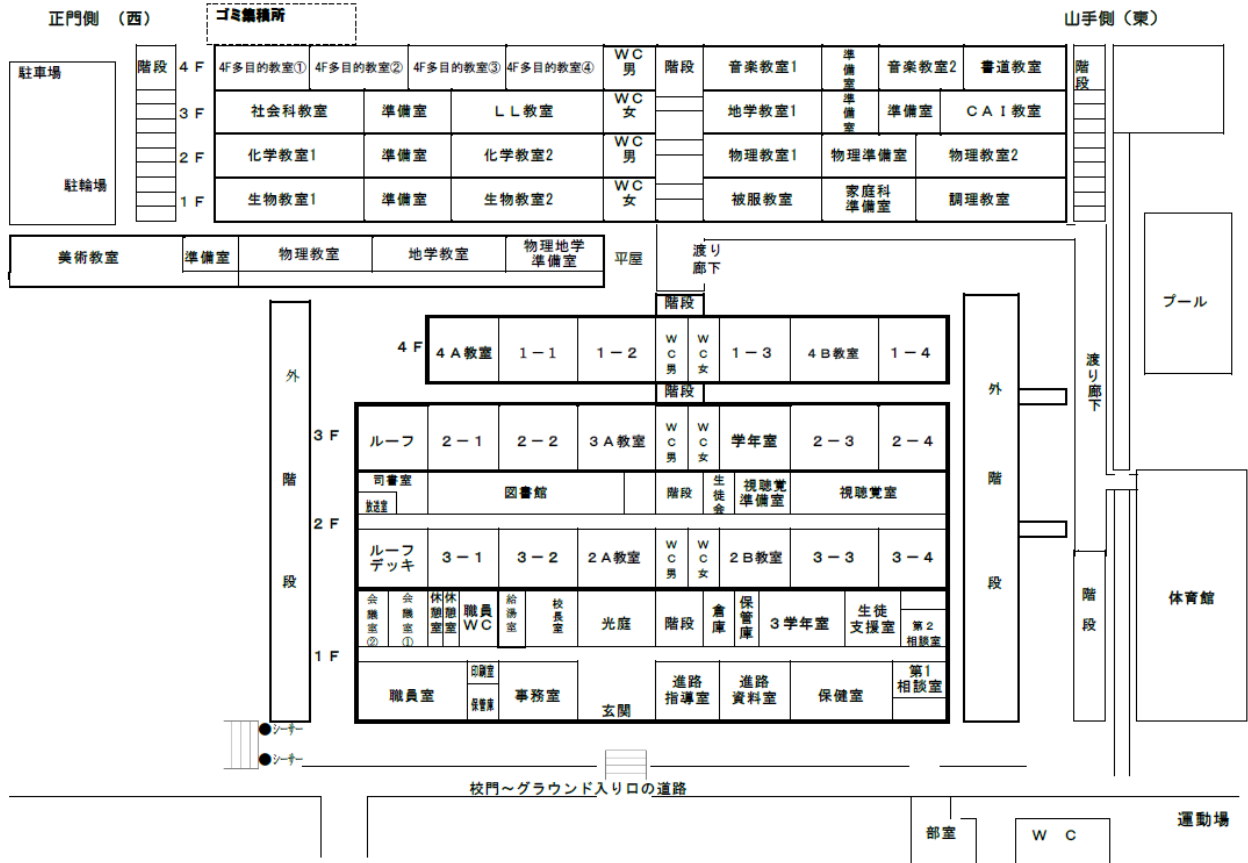 正門側 (西)
ゴミ集積所
山手側(東)
駐車場
駐輪場
階段
4F
4F多目的教室①
4F多目的教室②
4F多目的教室③
4F多目的教室④
WC
男
階段
音楽教室1
準備室
音楽教室2
書道教室
階段
3F
社会科教室
準備室
LL教室
WC
女
地学教室1
準備室
準備室
CAI教室
2F
化学教室1
準備室
化学教室2
WC
男
物理教室1
物理準備室
物理教室2
1F
生物教室1
準備室
生物教室2
WC
女
被服教室
家庭科
準備室
調理教室
美術教室
準備室
物理教室
地学教室
物理地学
準備室
平屋
渡り
廊下
プール
階段
4F
4A教室
1-1
1-2
WC男
WC女
1-3
4B教室
1-4
階段
外階段
外階段
渡り廊下
3F
ルーフ
2-1
2-2
3A教室
WC男
WC女
学年室
2-3
2-4
司書室
放送室
図書館
階段
生徒会
視聴覚
準備室
視聴覚室
2F
ルーフ
デッキ
3-1
3-2
2A教室
WC男
WC女
2B教室
3-3
3-4
会議室②
会議室①
休憩室
休憩室
職員
WC
給湯室
校長室
光庭
階段
倉庫
保管庫
3学年室
生徒
支援室
第2
相談室
階段
体育館
1F
職員室
印刷室
保管庫
事務室
玄関
進路
指導室
進路
資料室
保健室
第1
相談室
●シーサー
●シーサー
校門~グラウンド入り口の道路
運動場
部室
WC